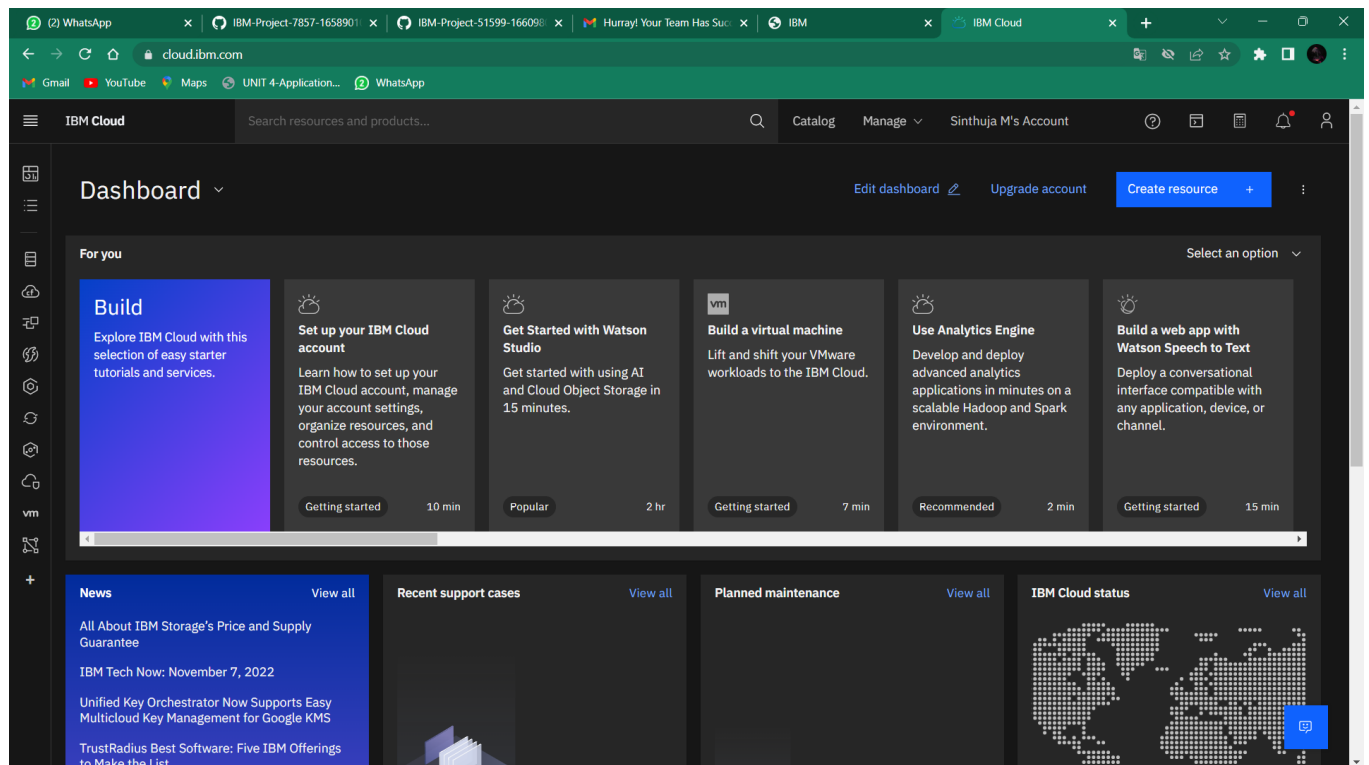 (2) WhatsApp
IBM-Project-7857-1658901
IBM-Project-51599-166098
Hurray! Your Team Has Suc
IBM
IBM Cloud
cloud.ibm.com
Gmail
YouTube
Maps
UNIT 4-Application...
WhatsApp
IBM Cloud
Search resources and products...
Catalog
Manage
Sinthuja M's Account
Dashboard
Edit dashboard
Upgrade account
Create resource +
For you
Select an option
Build
Explore IBM Cloud with this
selection of easy starter
tutorials and services.
Set up your IBM Cloud
account
Learn how to set up your
IBM Cloud account, manage
your account settings,
organize resources, and
control access to those
resources.
Getting started
10 min
Get Started with Watson
Studio
Get started with using AI
and Cloud Object Storage in
15 minutes.
Popular
2 hr
vm
Build a virtual machine
Lift and shift your VMware
workloads to the IBM Cloud.
Getting started
7 min
Use Analytics Engine
Develop and deploy
advanced analytics
applications in minutes on a
scalable Hadoop and Spark
environment.
Recommended
2 min
Build a web app with
Watson Speech to Text
Deploy a conversational
interface compatible with
any application, device, or
channel.
Getting started
15 min
vm
News
View all
All About IBM Storage's Price and Supply
Guarantee
IBM Tech Now: November 7, 2022
Unified Key Orchestrator Now Supports Easy
Multicloud Key Management for Google KMS
TrustRadius Best Software: Five IBM Offerings
to Make the List
Recent support cases
View all
Planned maintenance
View all
IBM Cloud status
View all